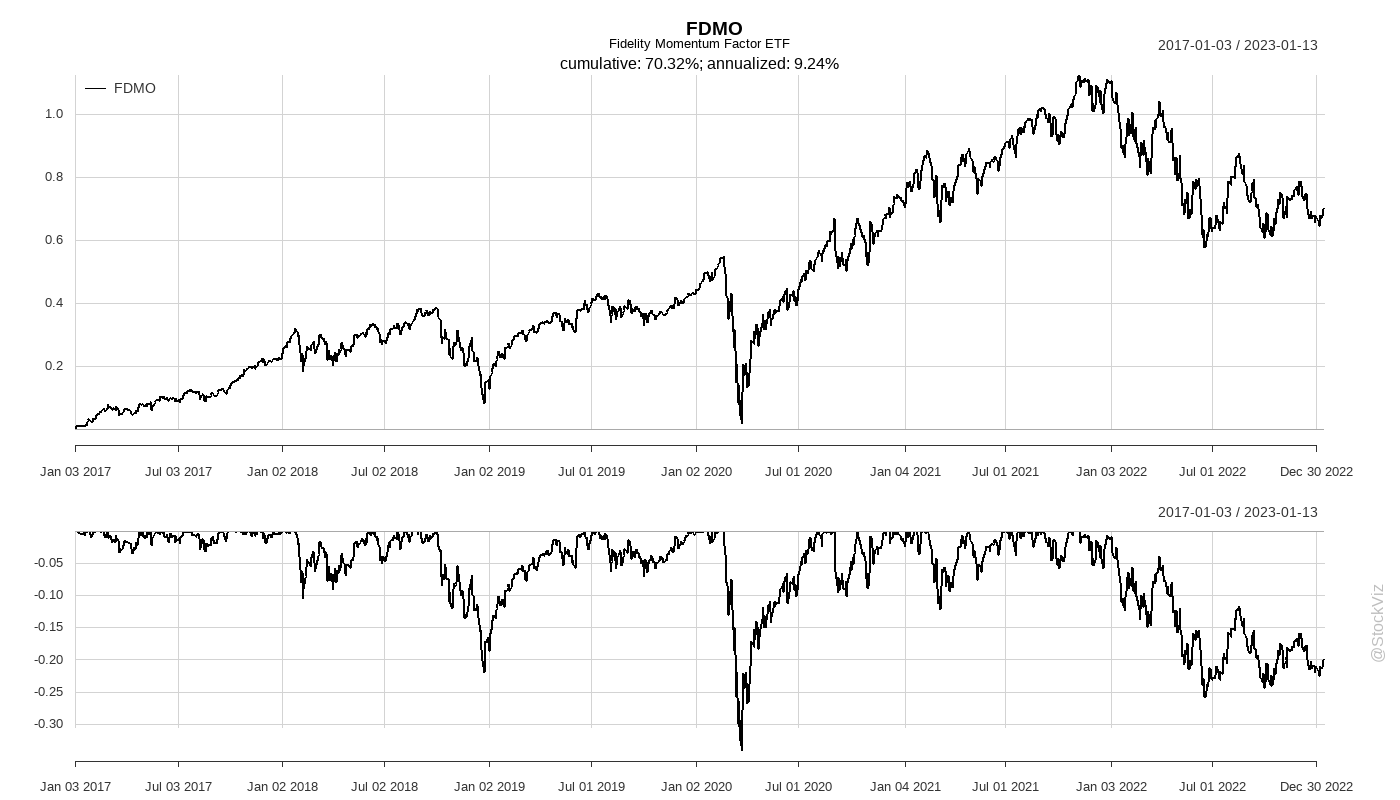 FDMO
Fidelity Momentum Factor ETF
2017-01-03 / 2023-01-13
cumulative: 70.32%; annualized: 9.24%
FDMO
1.0
0.8
0.6
0.4
0.2
Jan 03 2017 Jul 03 2017 Jan 02 2018 Jul 02 2018 Jan 02 2019 Jul 01 2019 Jan 02 2020 Jul 01 2020 Jan 04 2021 Jul 01 2021 Jan 03 2022 Jul 01 2022 Dec 30 2022
2017-01-03 / 2023-01-13
-0.05
-0.10
-0.15
-0.20
-0.25
-0.30
Jan 03 2017 Jul 03 2017 Jan 02 2018 Jul 02 2018 Jan 02 2019 Jul 01 2019 Jan 02 2020 Jul 01 2020 Jan 04 2021 Jul 01 2021 Jan 03 2022 Jul 01 2022 Dec 30 2022
@StockViz